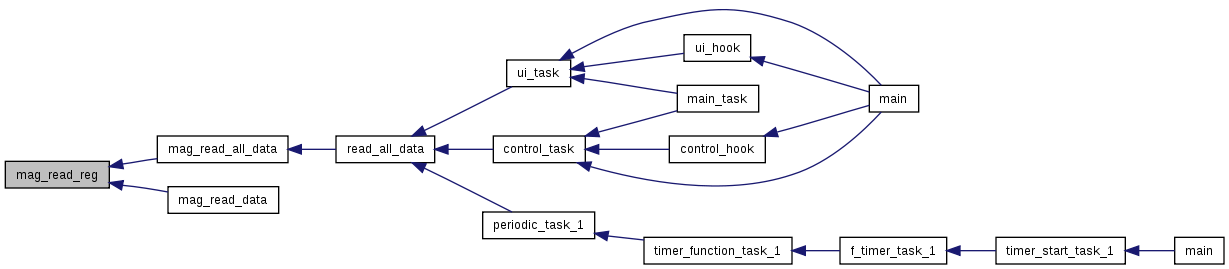 mag_read_reg
mag_read_all_data
mag_read_data
read_all_data
ui_task
control_task
periodic_task_1
ui_hook
main_task
control_hook
main
timer_function_task_1
f_timer_task_1
timer_start_task_1
main